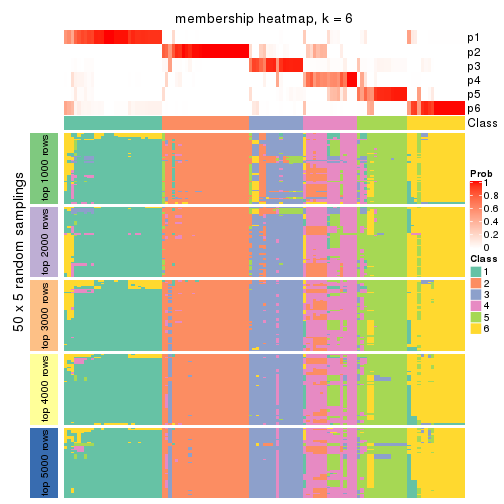 membership heatmap, k = 6
p1
p2
p3
p4
p5
p6
Class
50 x 5 random samplings
top 1000 rows
top 2000 rows
top 3000 rows
top 4000 rows
top 5000 rows
Prob
1
0.8
0.6
0.4
0.2
0
Class
1
2
3
4
5
6